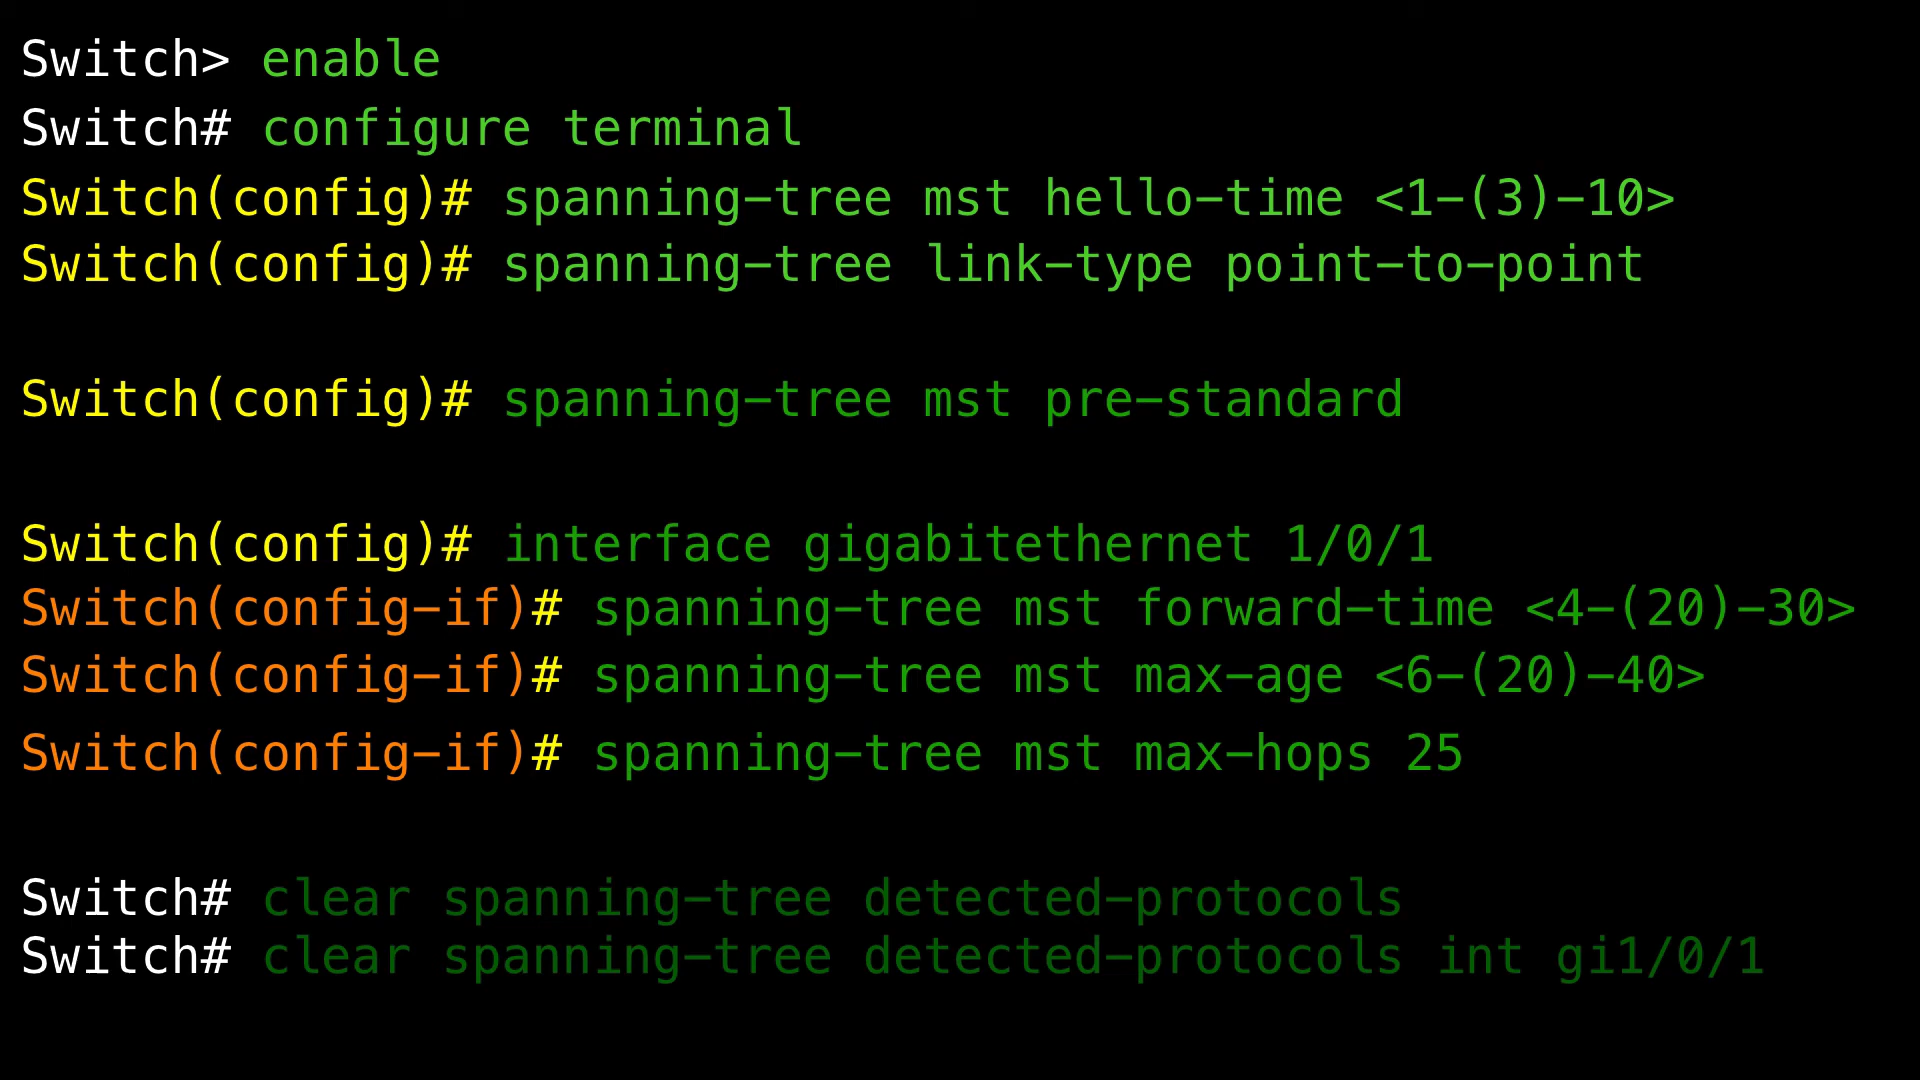 Switch> enable
Switch# configure terminal
Switch(config)# spanning-tree mst hello-time <1-(3)-10>
Switch(config)# spanning-tree link-type point-to-point
Switch(config)# spanning-tree mst pre-standard
Switch(config)# interface gigabitethernet 1/0/1
Switch(config-if)# spanning-tree mst forward-time <4-(20)-30>
Switch(config-if)# spanning-tree mst max-age <6-(20)-40>
Switch(config-if)# spanning-tree mst max-hops 25
Switch# clear spanning-tree detected-protocols
Switch# clear spanning-tree detected-protocols int gi1/0/1